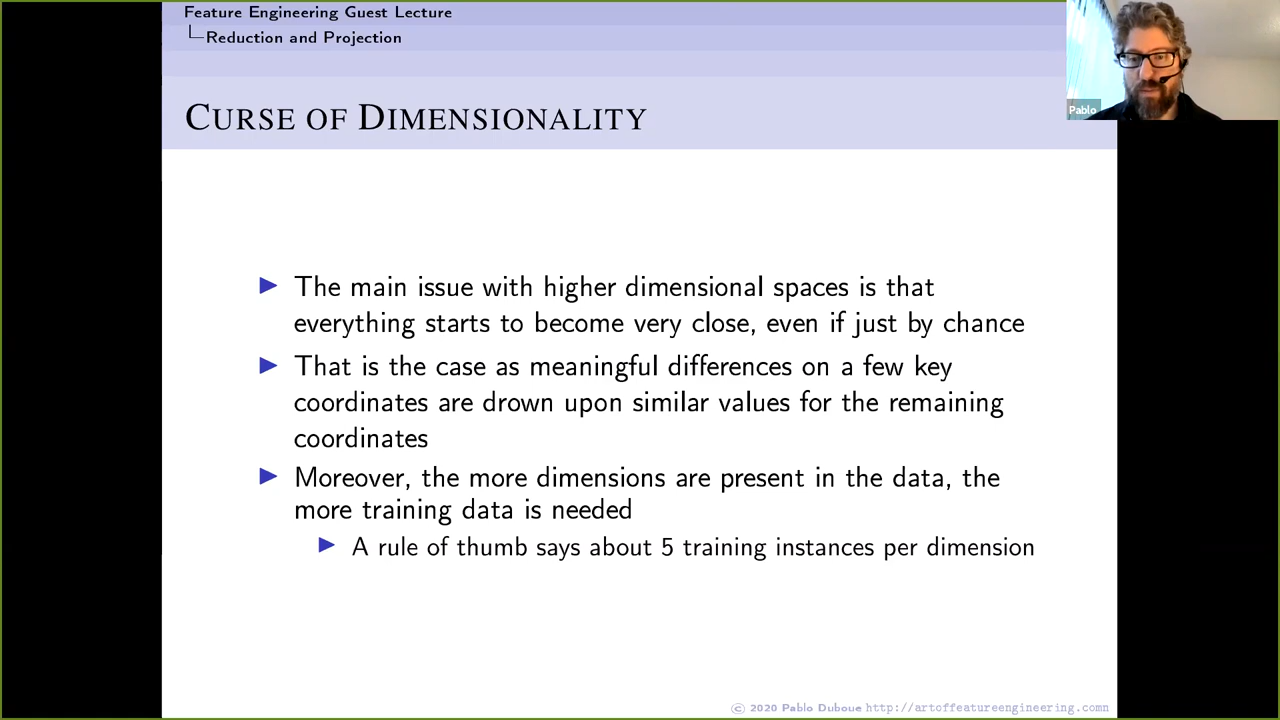 Feature Engineering Guest Lecture
Reduction and Projection
CURSE OF DIMENSIONALITY
Pablo
The main issue with higher dimensional spaces is that
everything starts to become very close, even if just by chance
That is the case as meaningful differences on a few key
coordinates are drown upon similar values for the remaining
coordinates
Moreover, the more dimensions are present in the data, the
more training data is needed
A rule of thumb says about 5 training instances per dimension
© 2020 Pablo Duboue http://artoffeatureengineering.comn